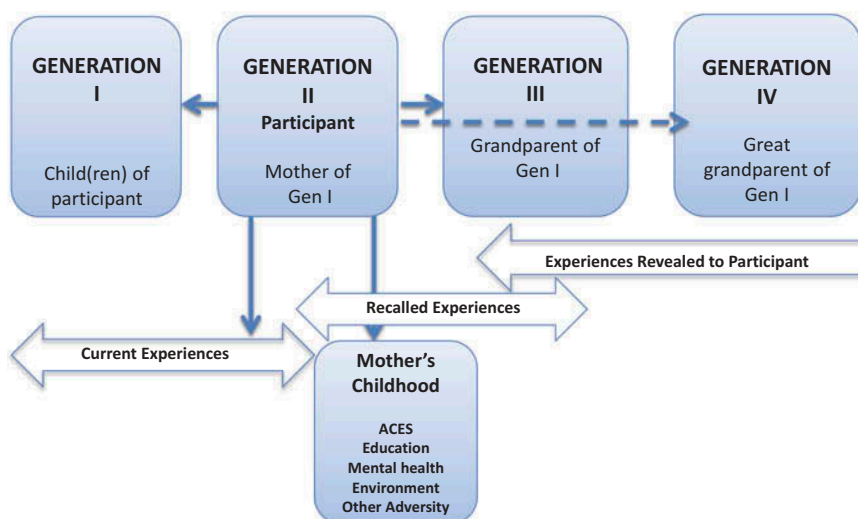 GENERATION
I
Child(ren) of
participant
GENERATION
II
Participant
Mother of
Gen I
GENERATION
III
Grandparent of
Gen I
GENERATION
IV
Great
grandparent of
Gen I
Experiences Revealed to Participant
Recalled Experiences
Current Experiences
Mother’s
Childhood
ACES
Education
Mental health
Environment
Other Adversity